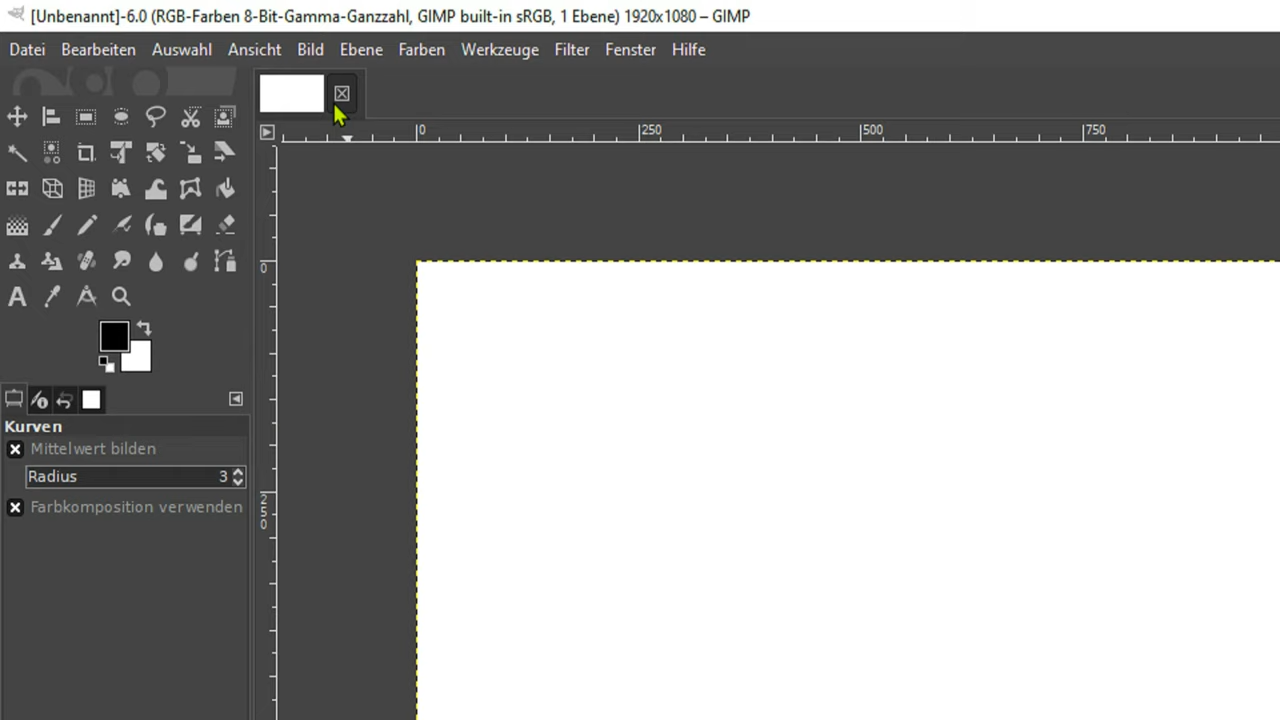 [Unbenannt]-6.0 (RGB-Farben 8-Bit-Gamma-Ganzzahl, GIMP built-in sRGB, 1 Ebene) 1920x1080 – GIMP
Datei Bearbeiten Auswahl Ansicht Bild Ebene Farben Werkzeuge Filter Fenster Hilfe
0 250 500 750
0
250
Kurven
Mittelwert bilden
Radius 3
Farbkomposition verwenden